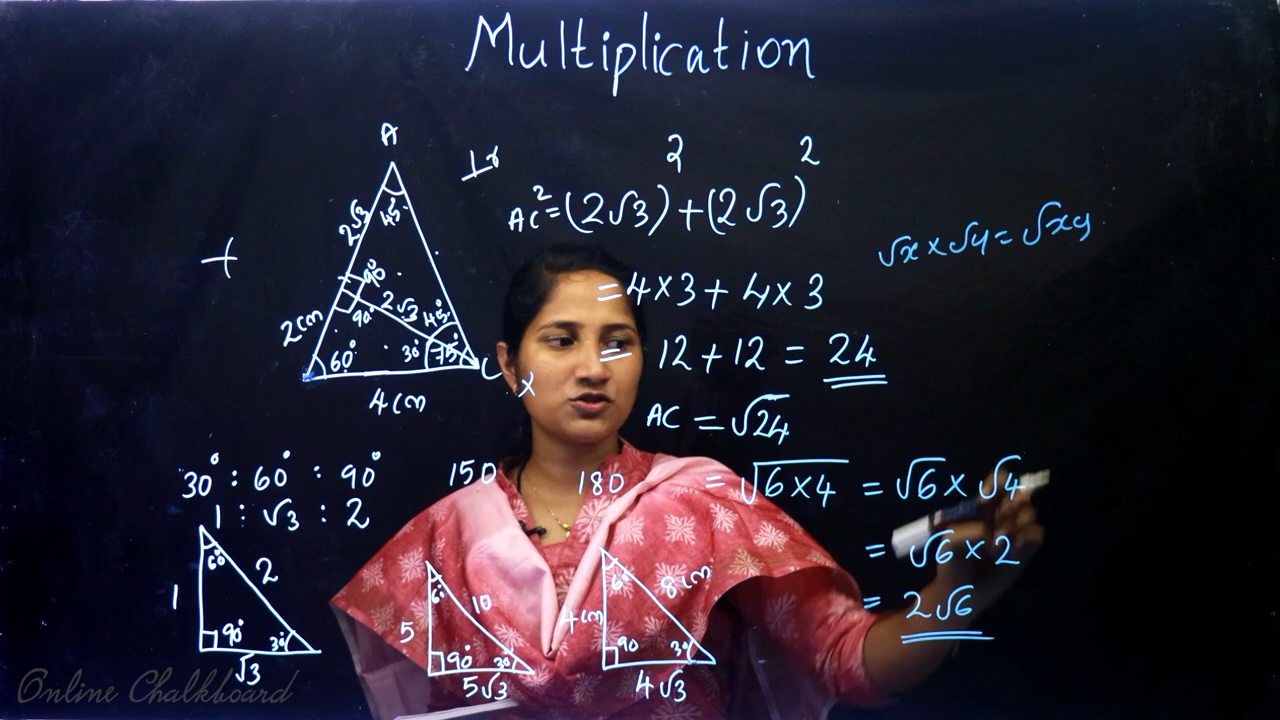 Multiplication
A
⊥r
AC² = (2√3)² + (2√3)²
√x × √y = √xy
= 4 × 3 + 4 × 3
= 12 + 12 = 24
AC = √24
= √6×4 = √6 × √4
= √6 × 2
= 2√6
45°
2√3
90°
2√3
45°
2cm
90°
60°
30°
75°
C
4cm
x
30° : 60° : 90°
1 : √3 : 2
150
180
60°
2
1
90°
30°
√3
60°
10
5
90°
30°
5√3
60°
8cm
4cm
90
30°
4√3
Online Chalkboard